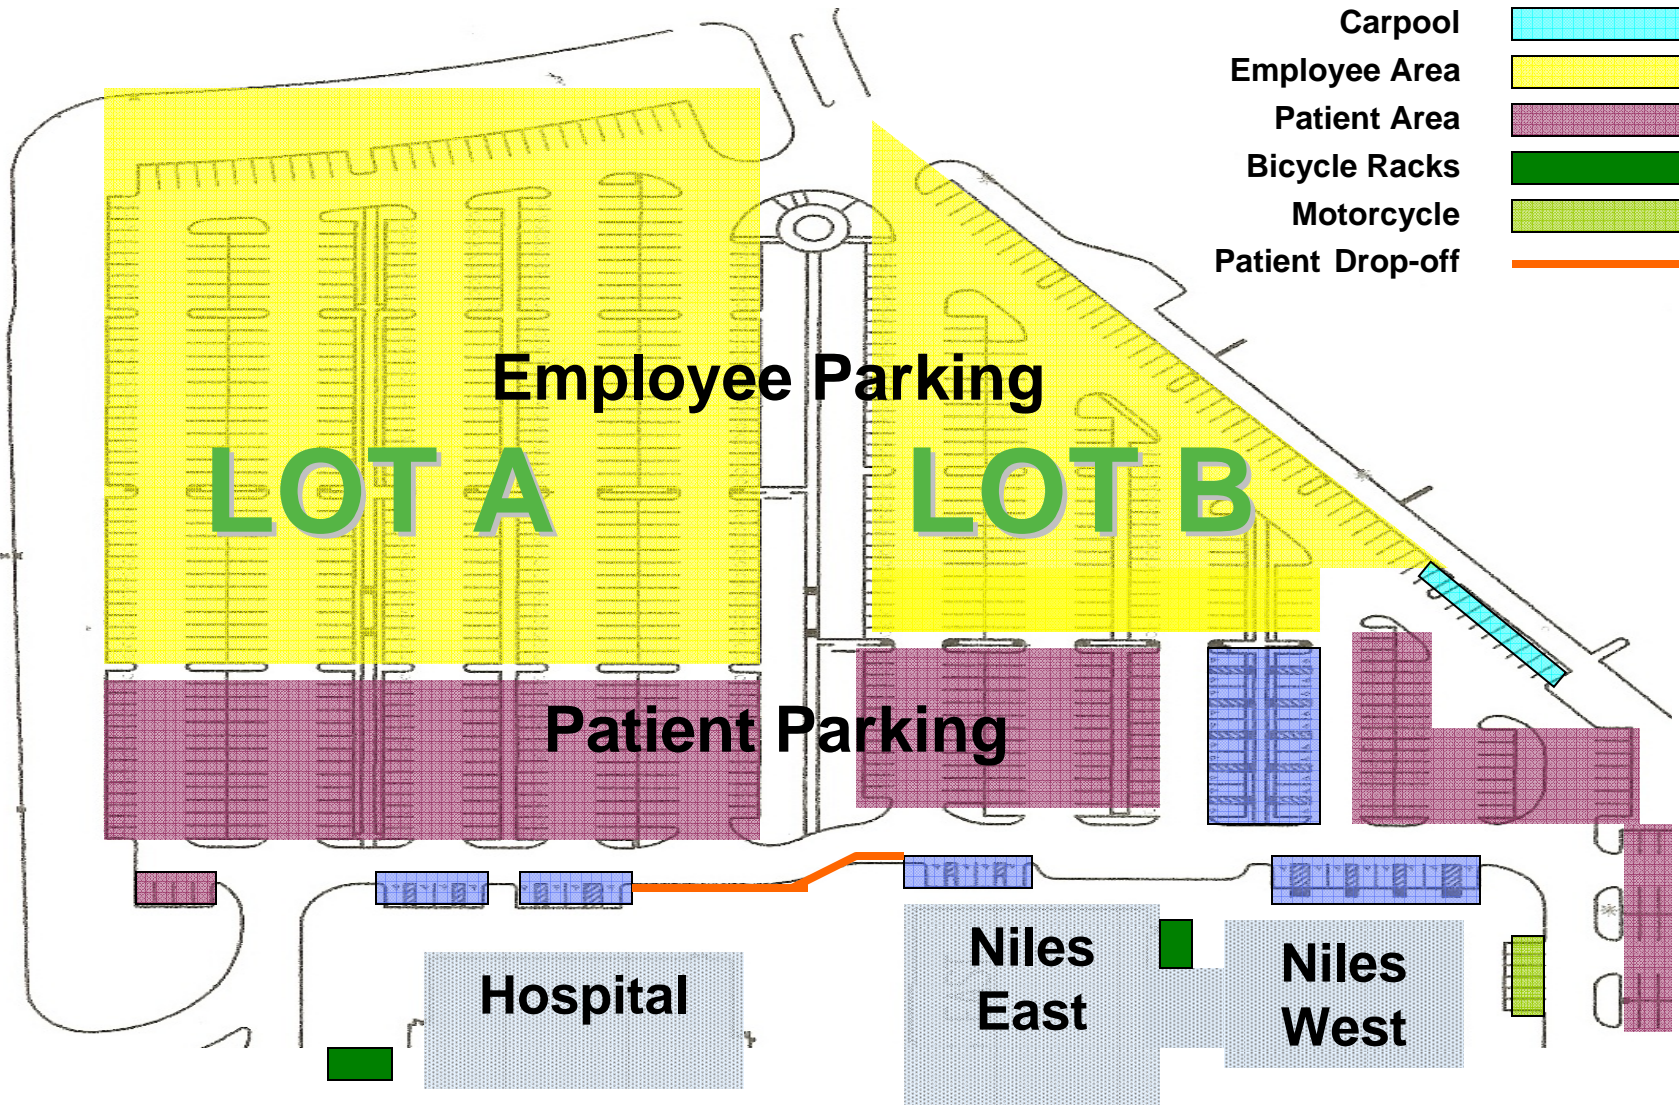 Carpool
Employee Area
Patient Area
Bicycle Racks
Motorcycle
Patient Drop-off
Employee Parking
LOT A
LOT B
Patient Parking
Hospital
Niles
East
Niles
West